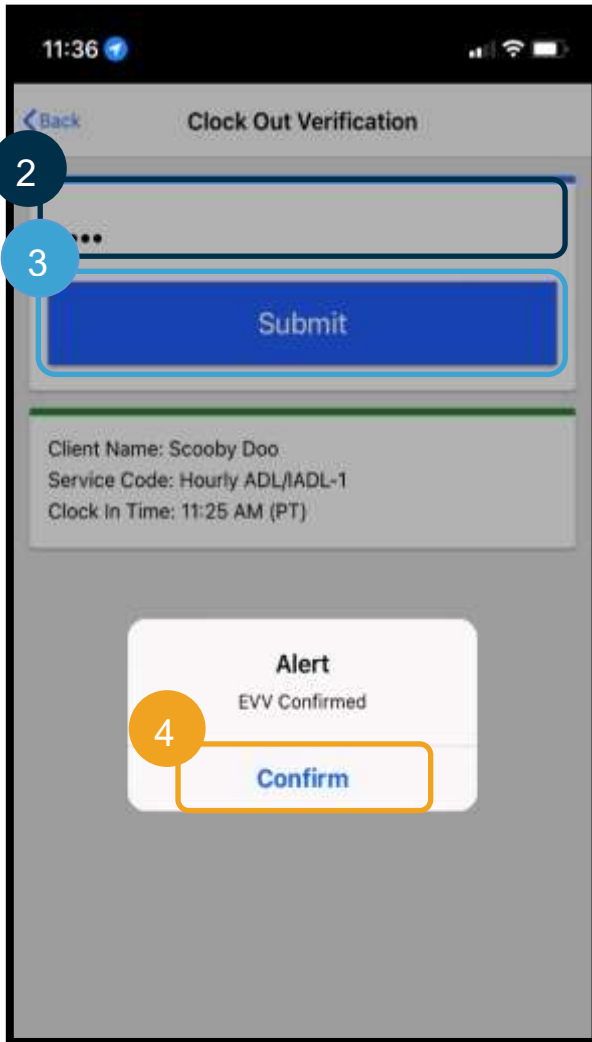 11:36
Back
Clock Out Verification
2
••••
3
Submit
Client Name: Scooby Doo
Service Code: Hourly ADL/IADL-1
Clock In Time: 11:25 AM (PT)
Alert
EVV Confirmed
4
Confirm